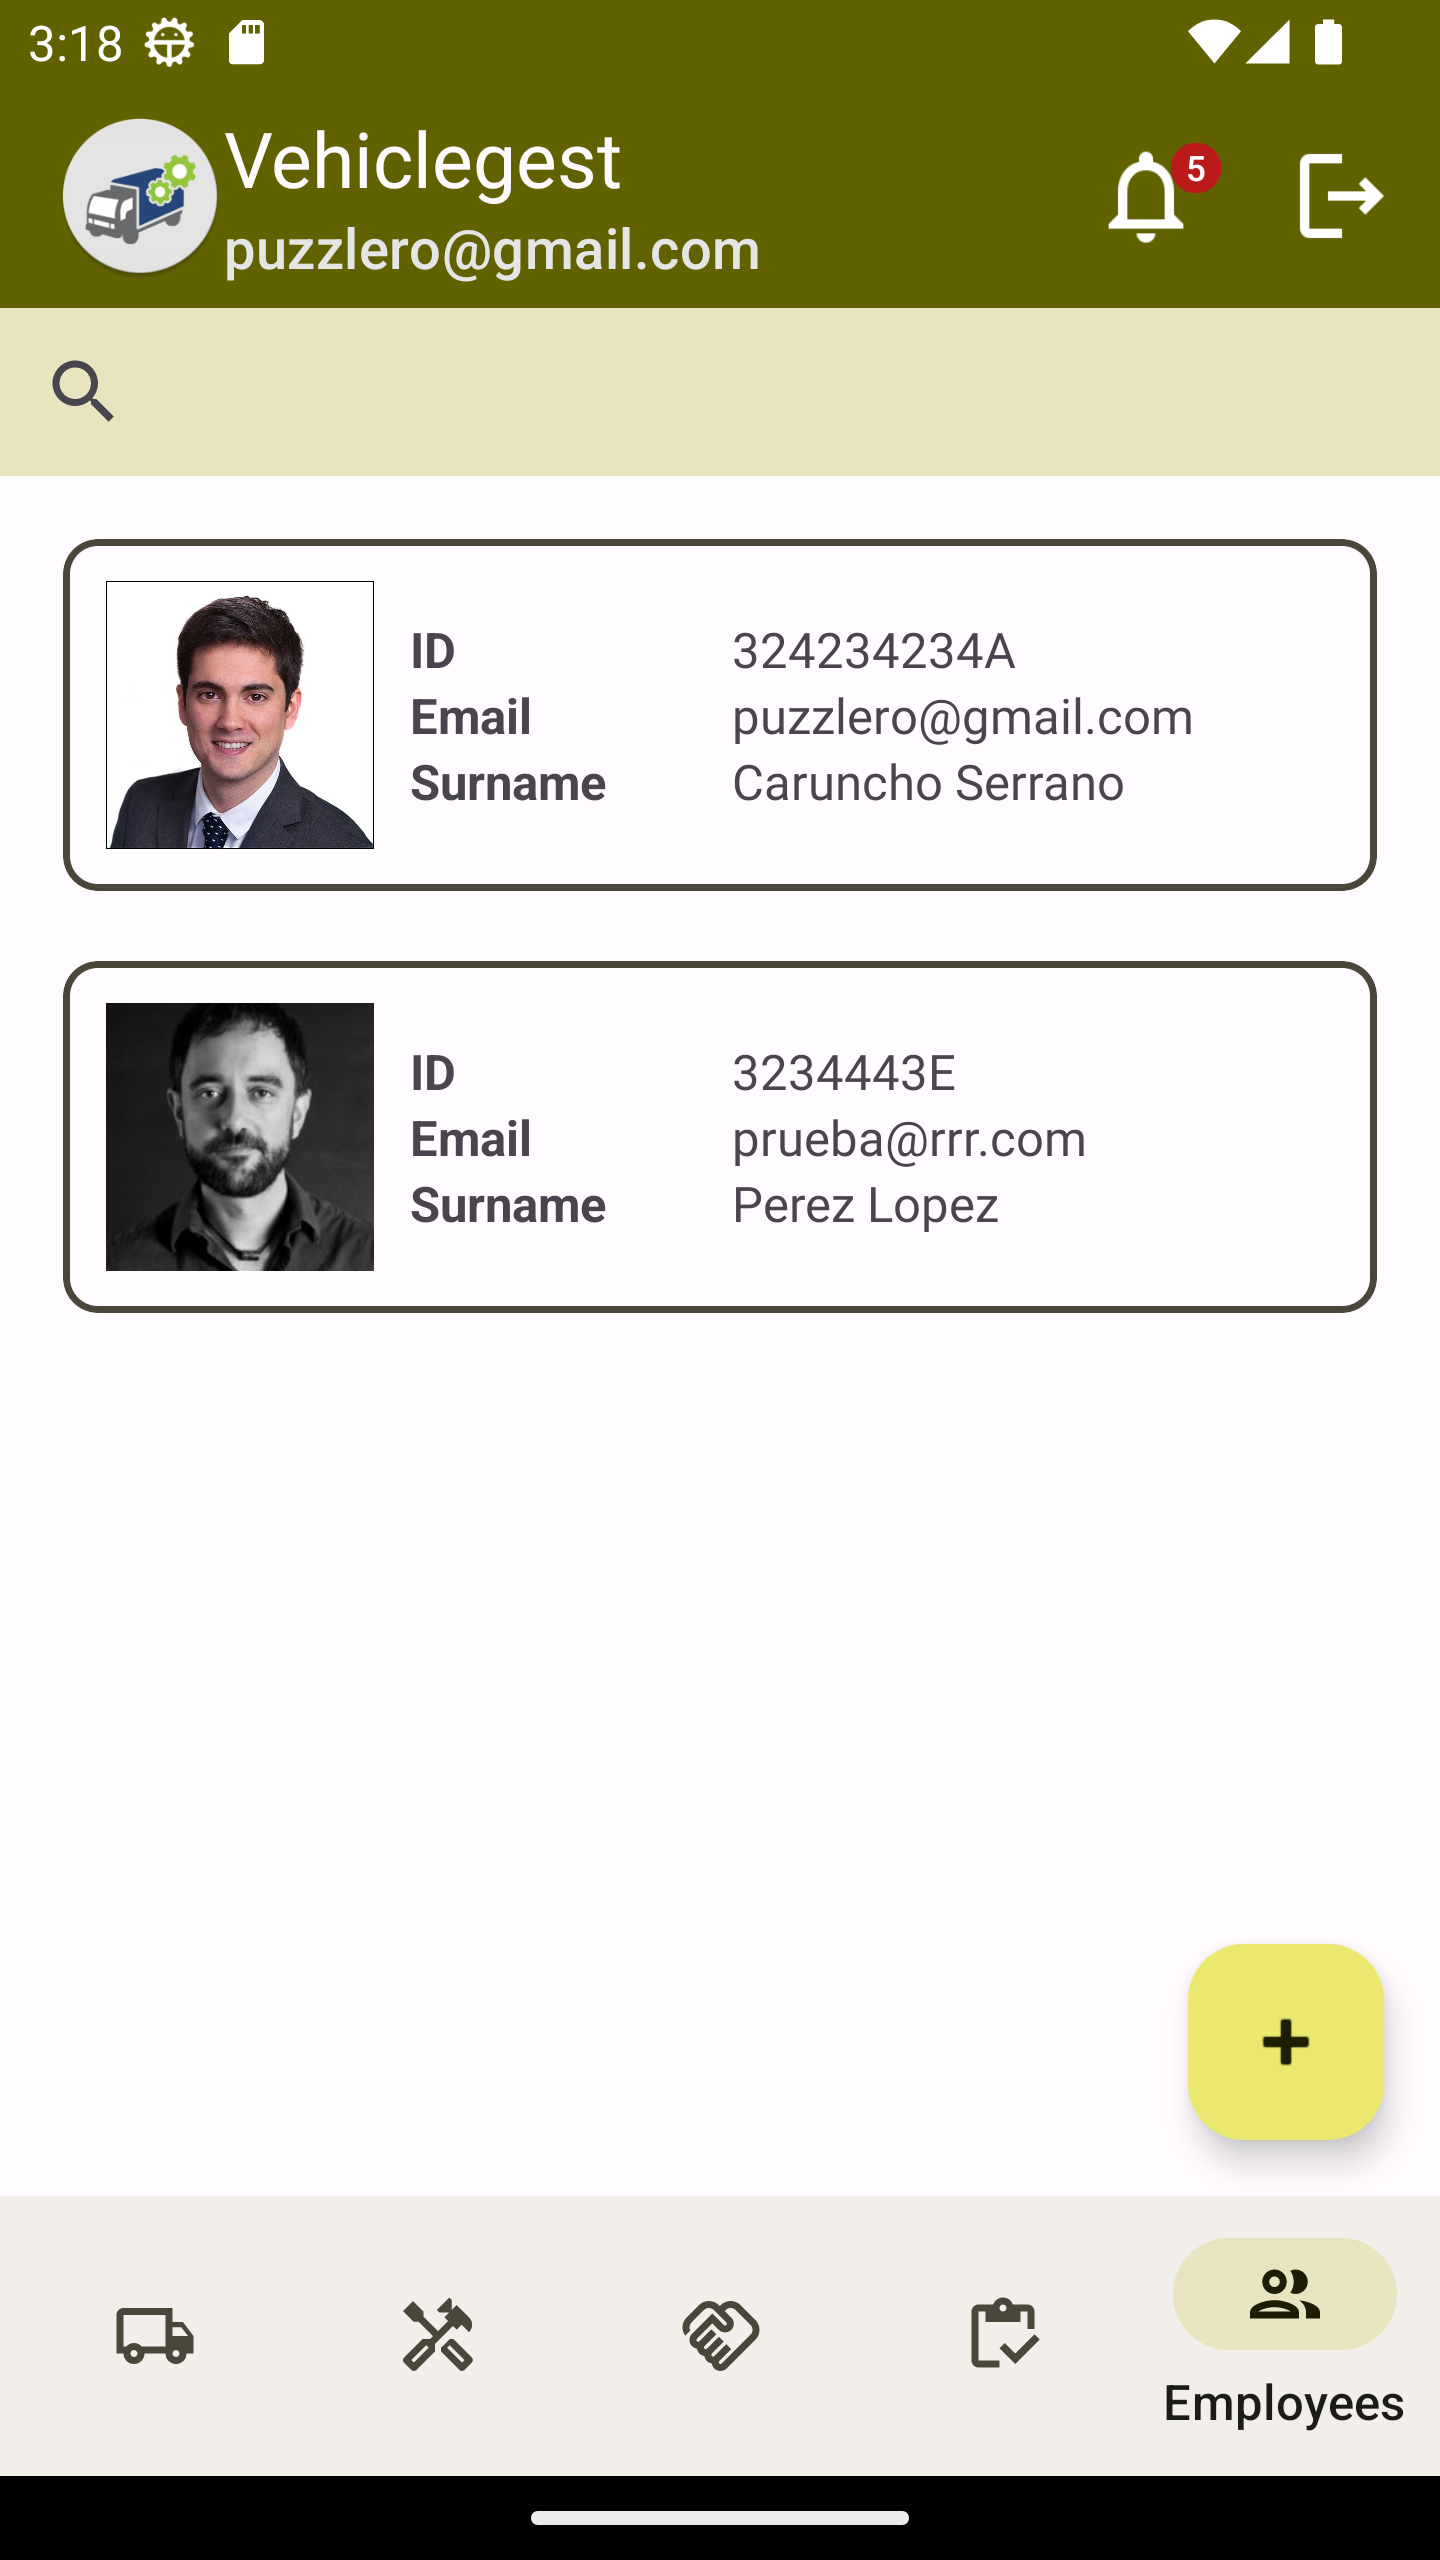 3:18
Vehiclegest
5
puzzlero@gmail.com
ID 324234234A
Email puzzlero@gmail.com
Surname Caruncho Serrano
ID 3234443E
Email prueba@rrr.com
Surname Perez Lopez
Employees